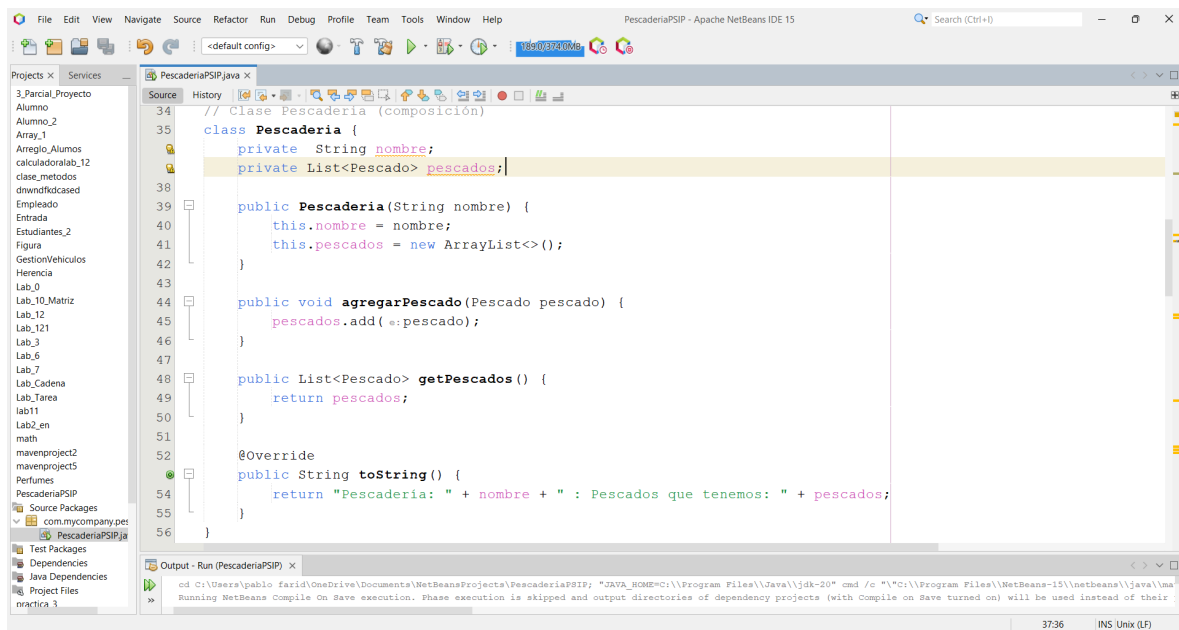 File Edit View Navigate Source Refactor Run Debug Profile Team Tools Window Help
PescaderiaPSIP - Apache NetBeans IDE 15
Search (Ctrl+I)
<default config>
189.0/374.0MB
Projects
Services
PescaderiaPSIP.java
3_Parcial_Proyecto
Alumno
Alumno_2
Array_1
Arreglo_Alumos
calculadoralab_12
clase_metodos
dnwndfkdcased
Empleado
Entrada
Estudiantes_2
Figura
GestionVehiculos
Herencia
Lab_0
Lab_10_Matriz
Lab_12
Lab_121
Lab_3
Lab_6
Lab_7
Lab_Cadena
Lab_Tarea
lab11
Lab2_en
math
mavenproject2
mavenproject5
Perfumes
PescaderiaPSIP
Source Packages
com.mycompany.pes
PescaderiaPSIP.ja
Test Packages
Dependencies
Java Dependencies
Project Files
practica_3
Source History
34 // Clase Pescaderia (composición)
35 class Pescaderia {
private  String nombre;
private List<Pescado> pescados;
38
39 public Pescaderia(String nombre) {
40 this.nombre = nombre;
41 this.pescados = new ArrayList<>();
42 }
43
44 public void agregarPescado(Pescado pescado) {
45 pescados.add( e: pescado);
46 }
47
48 public List<Pescado> getPescados() {
49 return pescados;
50 }
51
52 @Override
public String toString() {
54 return "Pescaderia: " + nombre + " : Pescados que tenemos: " + pescados;
55 }
56 }
Output - Run (PescaderiaPSIP)
cd C:\Users\pablo farid\OneDrive\Documents\NetBeansProjects\PescaderiaPSIP; "JAVA_HOME=C:\\Program Files\\Java\\jdk-20" cmd /c "\"C:\\Program Files\\NetBeans-15\\netbeans\\java\\ma
Running NetBeans Compile On Save execution. Phase execution is skipped and output directories of dependency projects (with Compile on Save turned on) will be used instead of their
37:36
INS
Unix (LF)